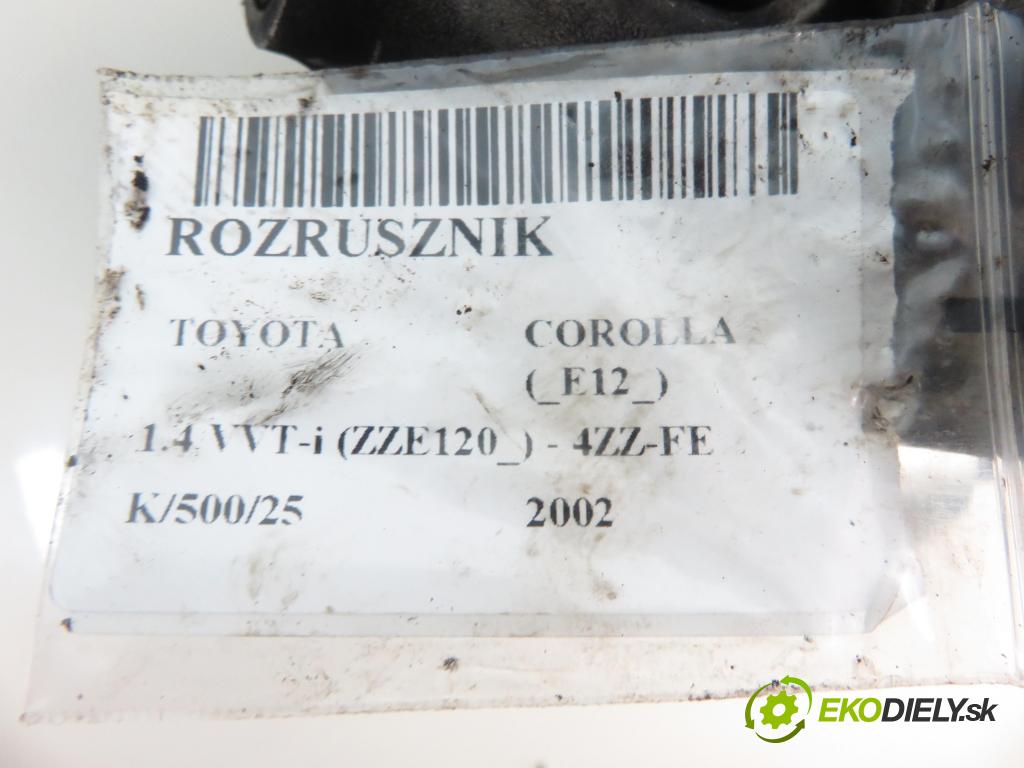 ROZRUSZNIK
TOYOTA COROLLA
(_E12_)
1.4 VVT-i (ZZE120_) - 4ZZ-FE
K/500/25 2002
EKODIELY.sk